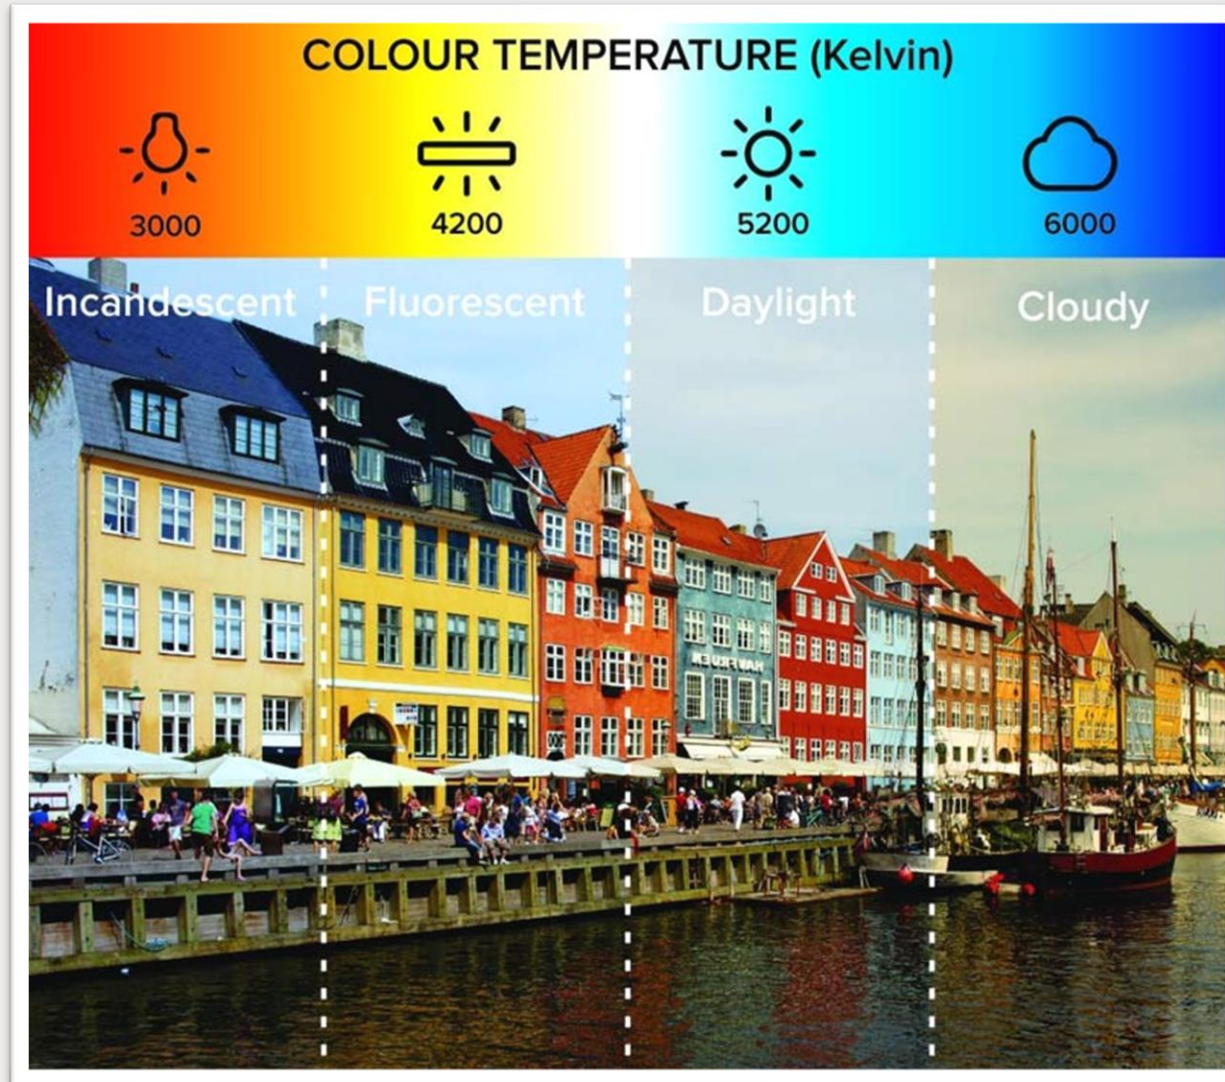 COLOUR TEMPERATURE (Kelvin)
3000
4200
5200
6000
Incandescent
Fluorescent
Daylight
Cloudy